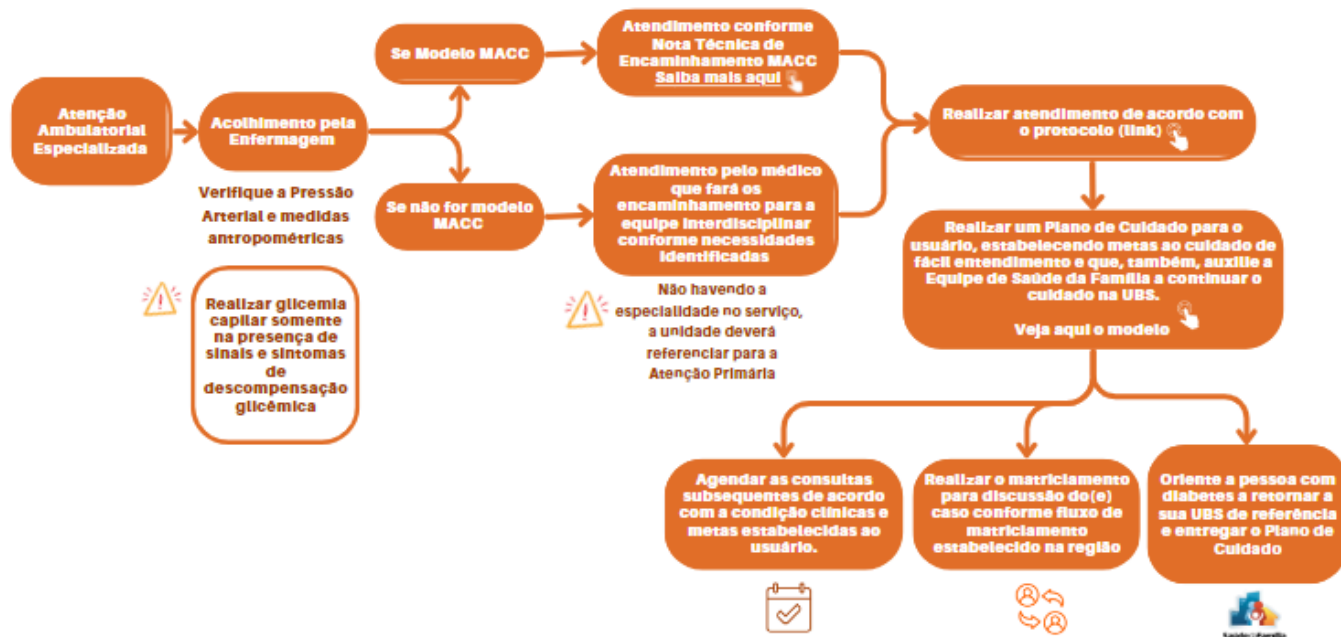 Atenção
Ambulatorial
Especializada
Acolhimento pela
Enfermagem
Verifique a Pressão
Arterial e medidas
antropométricas
Realizar glicemia
capilar somente
na presença de
sinais e sintomas
de
descompensação
glicêmica
Se Modelo MACC
Se não for modelo
MACC
Atendimento conforme
Nota Técnica de
Encaminhamento MACC
Saiba mais aqui
Atendimento pelo médico
que fará os
encaminhamento para a
equipe interdisciplinar
conforme necessidades
identificadas
Não havendo a
especialidade no serviço,
a unidade deverá
referenciar para a
Atenção Primária
Realizar atendimento de acordo com
o protocolo (link)
Realizar um Plano de Cuidado para o
usuário, estabelecendo metas ao cuidado de
fácil entendimento e que, também, auxilie a
Equipe de Saúde da Família a continuar o
cuidado na UBS.
Veja aqui o modelo
Agendar as consultas
subsequentes de acordo
com a condição clínicas e
metas estabelecidas ao
usuário.
Realizar o matriciamento
para discussão do(e)
caso conforme fluxo de
matriciamento
estabelecido na região
Oriente a pessoa com
diabetes a retornar a
sua UBS de referência
e entregar o Plano de
Cuidado
Saúde da Família